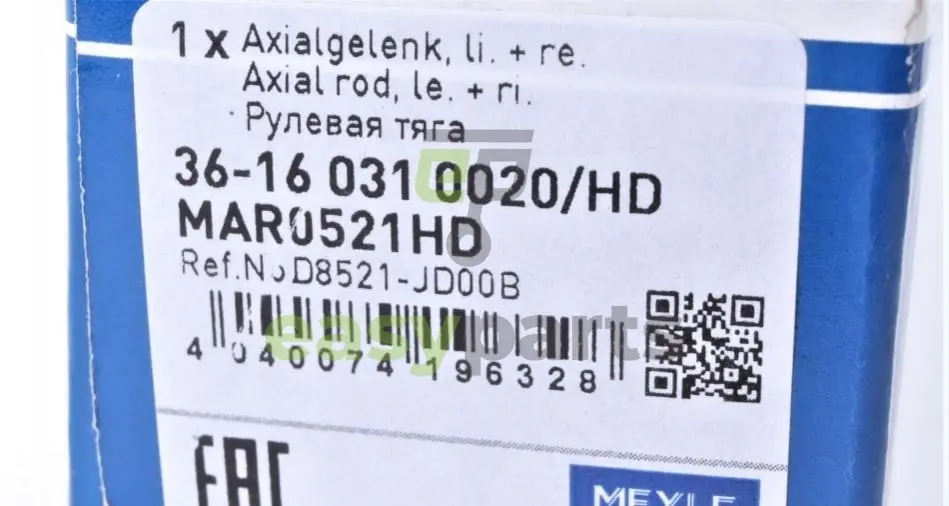 1 x Axialgelenk, li. + re.
Axial rod, le. + ri.
Рулевая тяга
36-16 031 0020/HD
MAR0521HD
Ref.No D8521-JD00B
easyparts
4 040074 196328
EAC
MEYLE